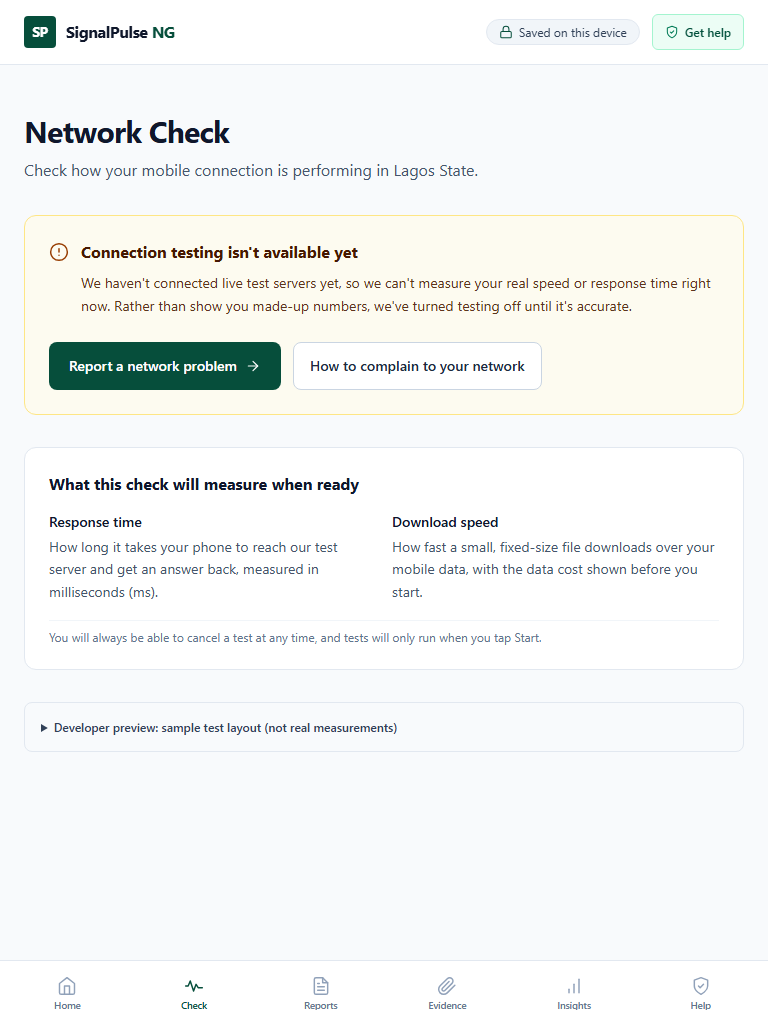 SP SignalPulse NG
Saved on this device
Get help
Network Check
Check how your mobile connection is performing in Lagos State.
Connection testing isn't available yet
We haven't connected live test servers yet, so we can't measure your real speed or response time right
now. Rather than show you made-up numbers, we've turned testing off until it's accurate.
Report a network problem →
How to complain to your network
What this check will measure when ready
Response time
How long it takes your phone to reach our test
server and get an answer back, measured in
milliseconds (ms).
Download speed
How fast a small, fixed-size file downloads over your
mobile data, with the data cost shown before you
start.
You will always be able to cancel a test at any time, and tests will only run when you tap Start.
Developer preview: sample test layout (not real measurements)
Home
Check
Reports
Evidence
Insights
Help